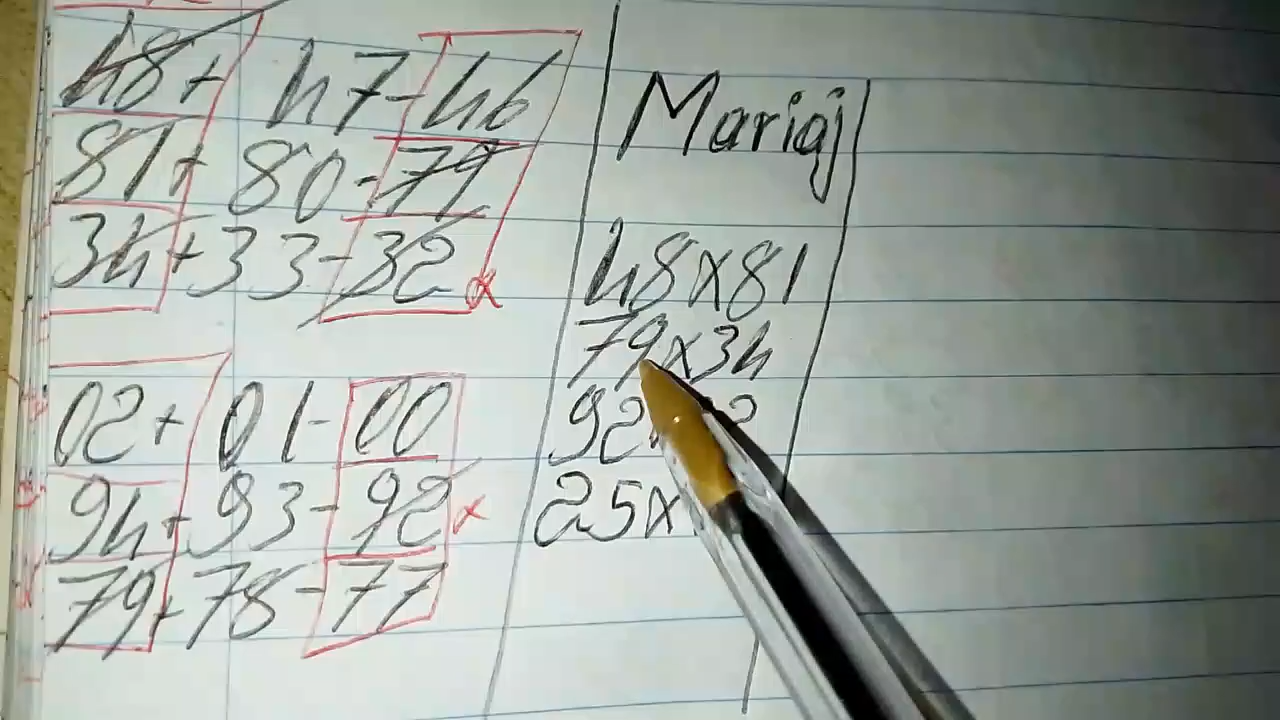 48+ 47-46
81+ 80-79
34+33-32 x
02+ 01-00
94+93-92 x
79+78-77
Mariaj
48x81
79x34
25x